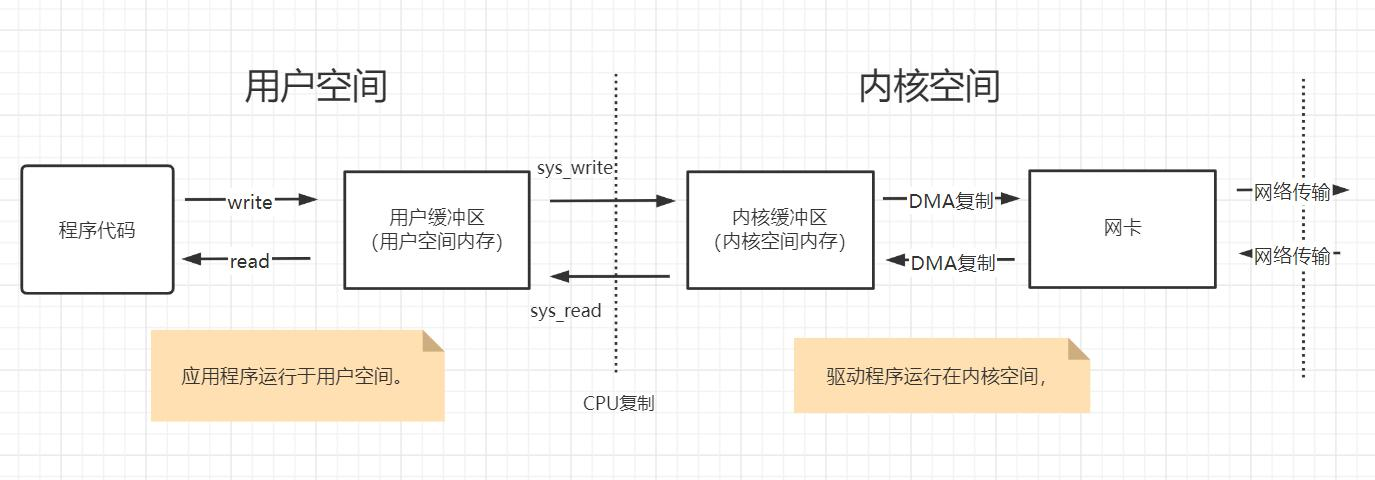 用户空间
内核空间
sys_write
程序代码
write
read
用户缓冲区
(用户空间内存)
内核缓冲区
(内核空间内存)
DMA复制
DMA复制
网卡
网络传输
网络传输
sys_read
应用程序运行于用户空间。
CPU复制
驱动程序运行在内核空间，